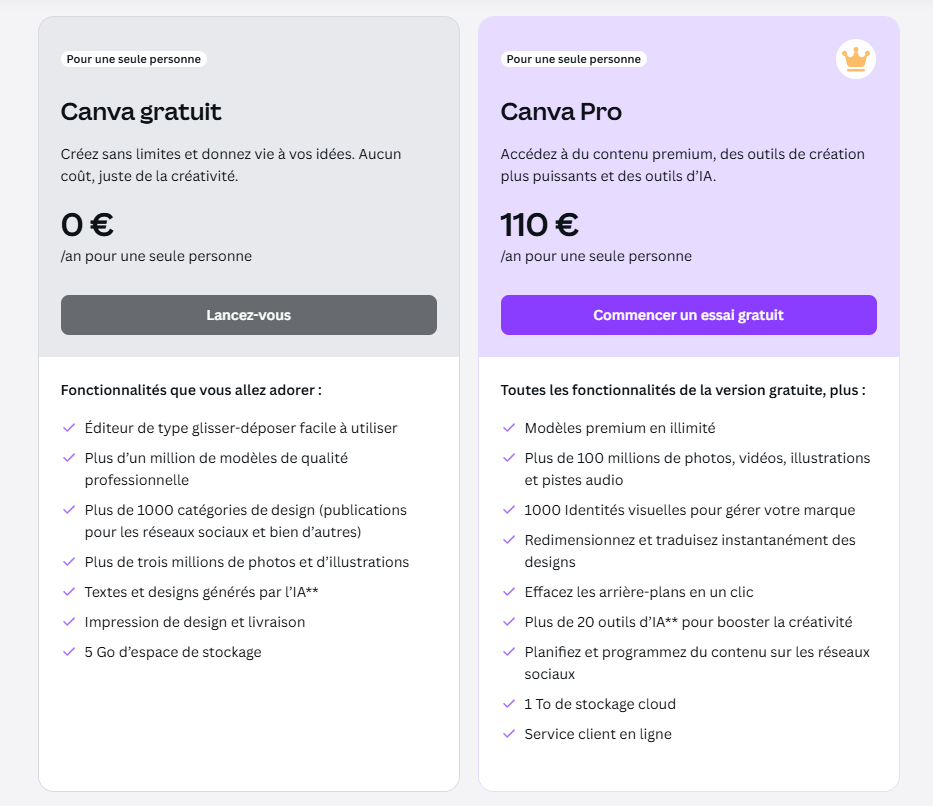 Pour une seule personne
Canva gratuit
Créez sans limites et donnez vie à vos idées. Aucun
coût, juste de la créativité.
0 €
/an pour une seule personne
Lancez-vous
Fonctionnalités que vous allez adorer :
Éditeur de type glisser-déposer facile à utiliser
Plus d’un million de modèles de qualité
professionnelle
Plus de 1000 catégories de design (publications
pour les réseaux sociaux et bien d’autres)
Plus de trois millions de photos et d’illustrations
Textes et designs générés par l’IA**
Impression de design et livraison
5 Go d’espace de stockage
Pour une seule personne
Canva Pro
Accédez à du contenu premium, des outils de création
plus puissants et des outils d’IA.
110 €
/an pour une seule personne
Commencer un essai gratuit
Toutes les fonctionnalités de la version gratuite, plus :
Modèles premium en illimité
Plus de 100 millions de photos, vidéos, illustrations
et pistes audio
1000 Identités visuelles pour gérer votre marque
Redimensionnez et traduisez instantanément des
designs
Effacez les arrière-plans en un clic
Plus de 20 outils d’IA** pour booster la créativité
Planifiez et programmez du contenu sur les réseaux
sociaux
1 To de stockage cloud
Service client en ligne